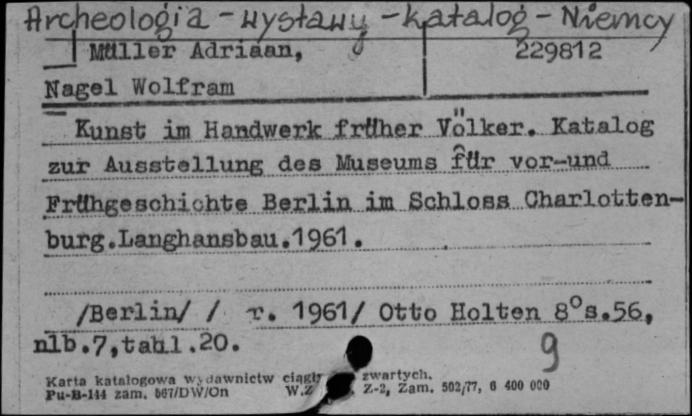 Archeologia - wystawy - katalog - Niemcy
Müller Adriaan, 229812
Nagel Wolfram
Kunst im Handwerk früher Völker. Katalog
zur Ausstellung des Museums für vor-und
Frühgeschichte Berlin im Schloss Charlotten-
burg.Langhansbau.1961.
/Berlin/ / r. 1961/ Otto Holten 8°s.56,
nlb.7,tabl.20.
9
Karta katalogowa wydawnictw ciągłych zwartych.
Pu-B-144 zam. 567/DW/On W.Z. Z-2, Zam. 502/77, 6 400 000